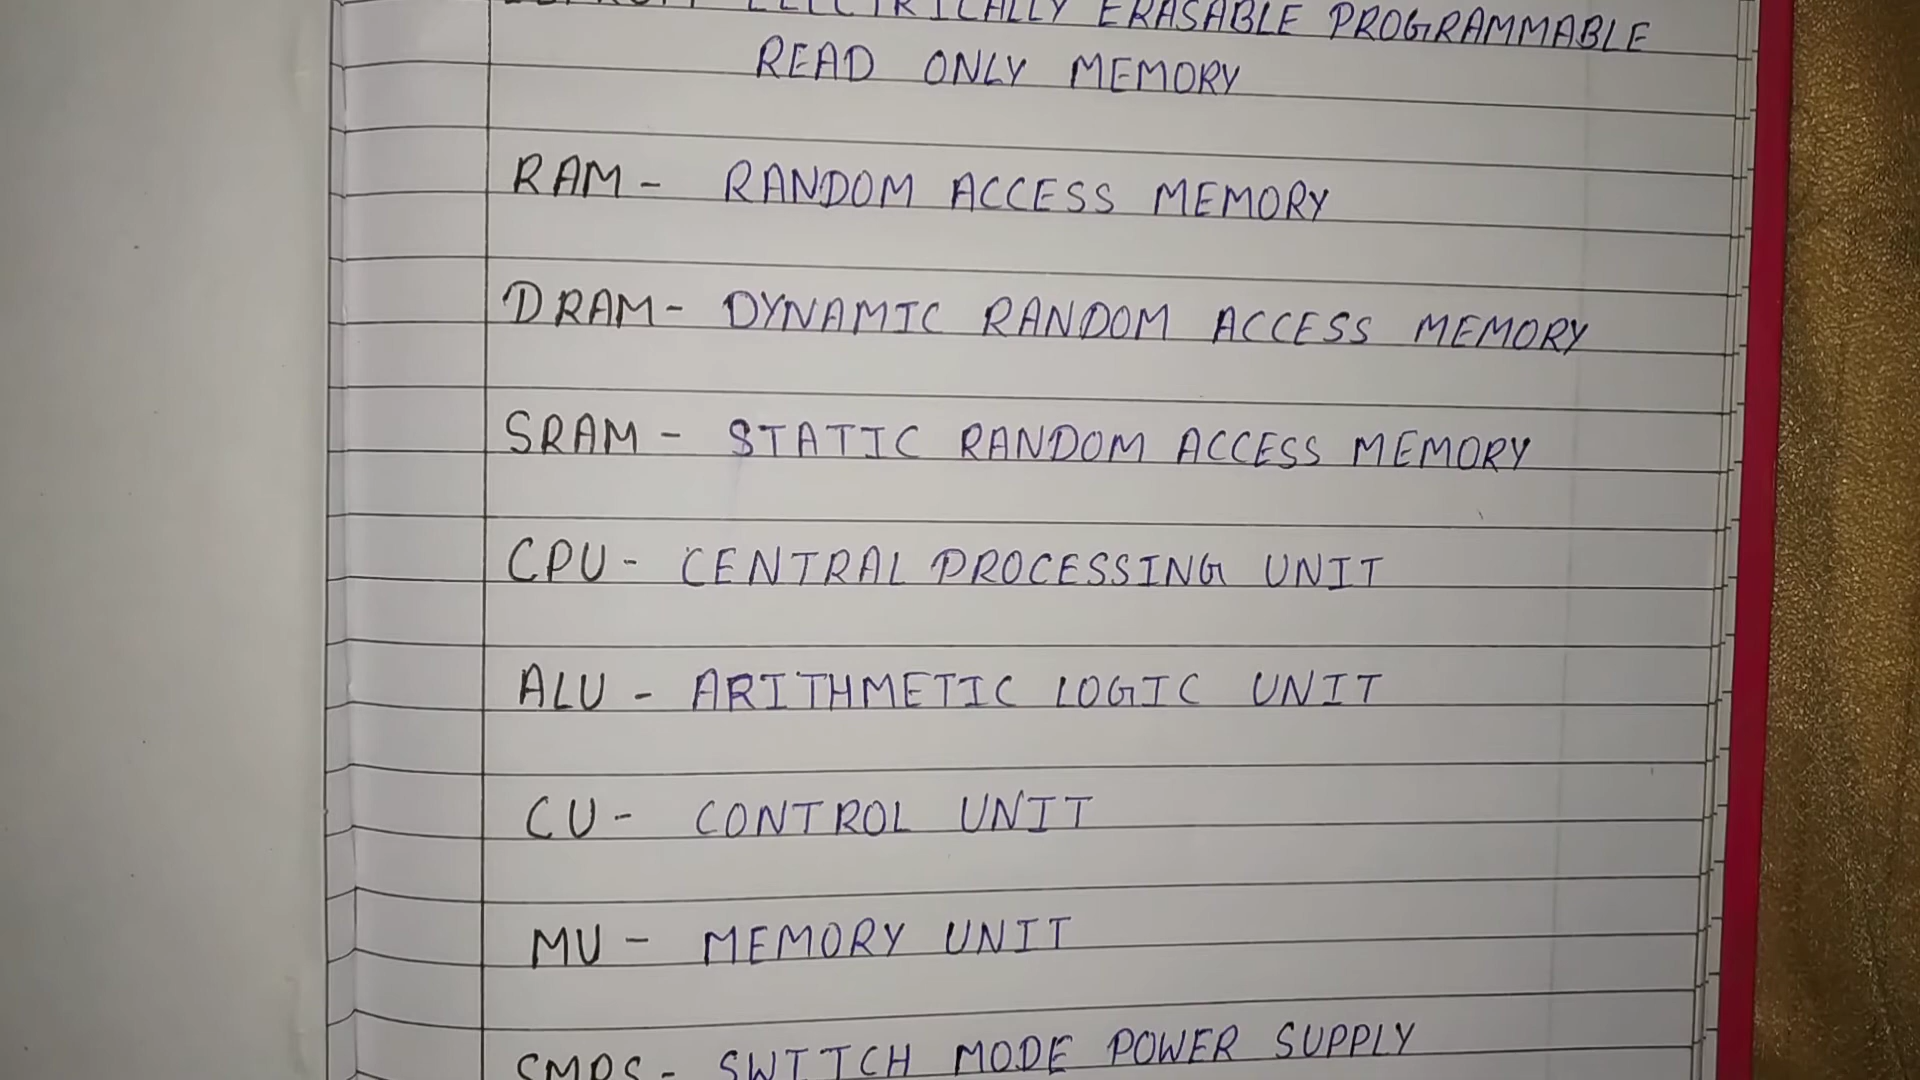 ELECTRICALLY ERASABLE PROGRAMMABLE
READ ONLY MEMORY
RAM - RANDOM ACCESS MEMORY
DRAM - DYNAMIC RANDOM ACCESS MEMORY
SRAM - STATIC RANDOM ACCESS MEMORY
CPU - CENTRAL PROCESSING UNIT
ALU - ARITHMETIC LOGIC UNIT
CU - CONTROL UNIT
MU - MEMORY UNIT
SMPS - SWITCH MODE POWER SUPPLY